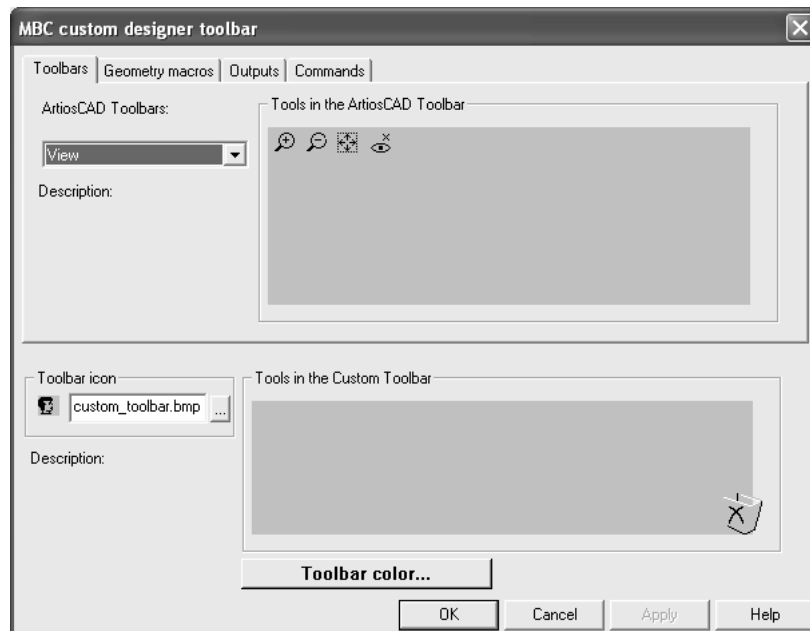 MBC custom designer toolbar
Toolbars
Geometry macros
Outputs
Commands
ArtiosCAD Toolbars:
Tools in the ArtiosCAD Toolbar
View
Description:
Toolbar icon
Tools in the Custom Toolbar
custom_toolbar.bmp
...
Description:
Toolbar color...
OK
Cancel
Apply
Help